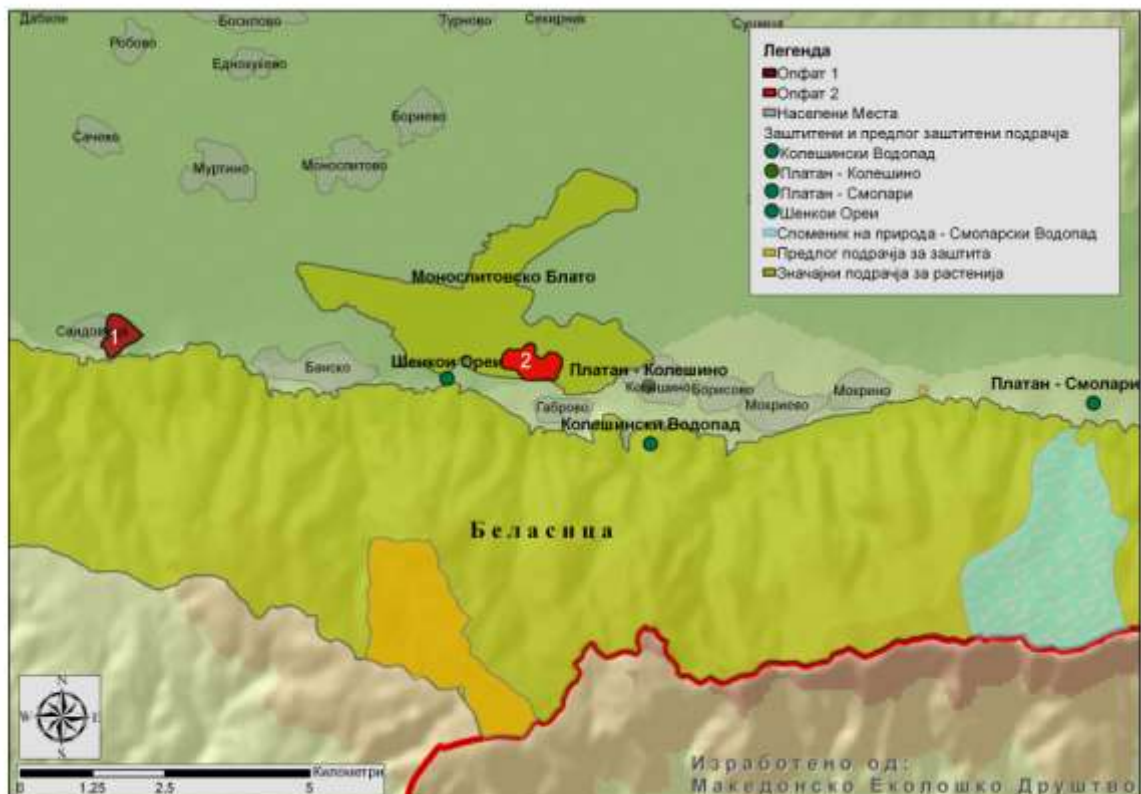 Дабиле
Босилово
Турново
Секирник
Робово
Еднокуково
Сачево
Муртино
Моноспитово
Бориево
Легенда
Опфат 1
Опфат 2
Населени Места
Заштитени и предлог заштитени подрачја
Колешински Водопад
Платан - Колешино
Платан - Смолари
Шенкои Ореи
Споменик на природа - Смоларски Водопад
Предлог подрачја за заштита
Значајни подрачја за растенија
Моноспитовско Блато
1
2
Банско
Шенкои Ореи
Платан - Колешино
Колешино
Борисово
Мокриево
Мокрино
Платан - Смолари
Габрово
Колешински Водопад
Беласица
N
W
E
S
Километри
0 1.25 2.5 5
Изработено од:
Македонско Еколошко Друштво